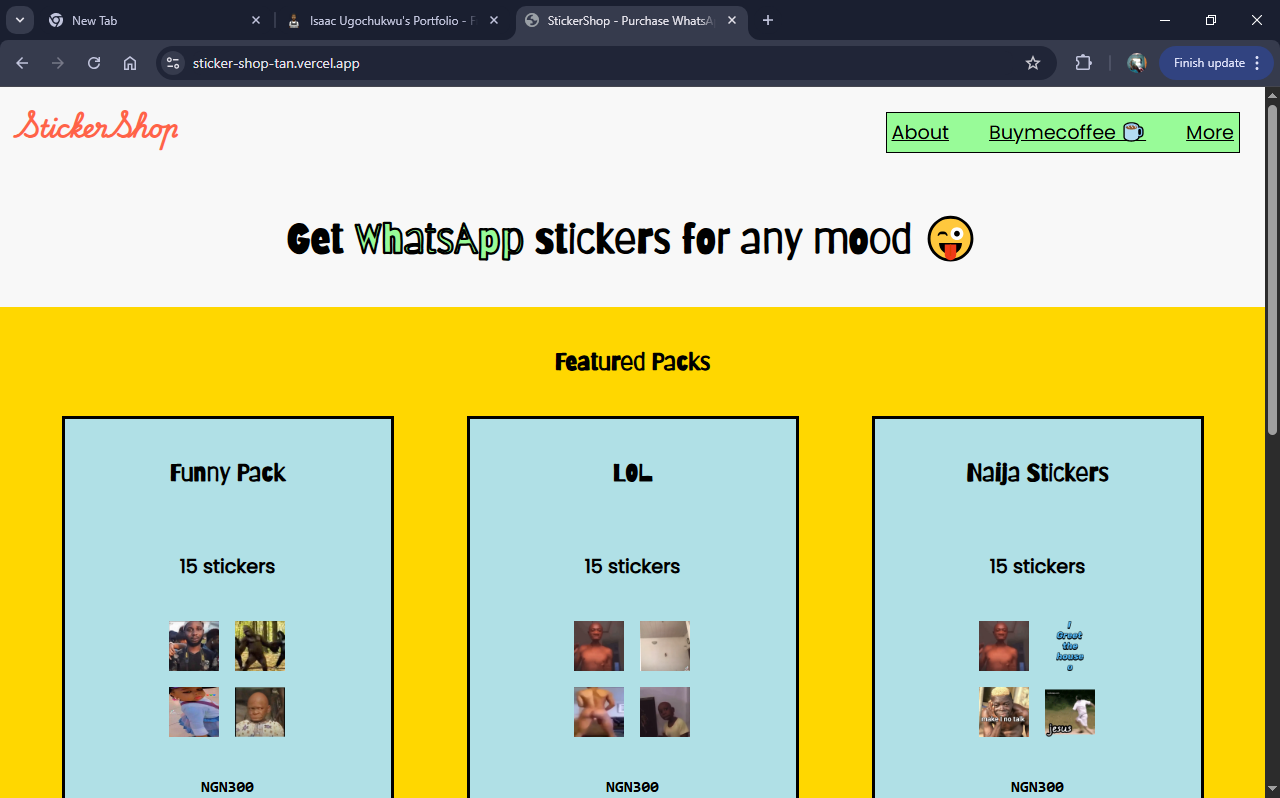 New Tab
Isaac Ugochukwu's Portfolio - F
StickerShop - Purchase WhatsA
sticker-shop-tan.vercel.app
Finish update
StickerShop
About
Buymecoffee
More
Get WhatsApp stickers for any mood
Featured Packs
Funny Pack
LOL
Naija Stickers
15 stickers
15 stickers
15 stickers
I
Greet
the
house
o
make I no talk
jesus
NGN300
NGN300
NGN300